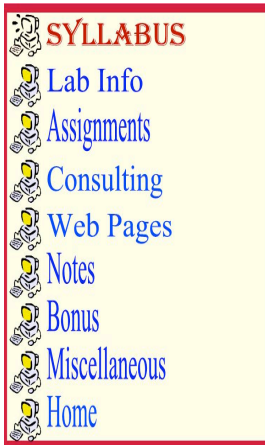 SYLLABUS
Lab Info
Assignments
Consulting
Web Pages
Notes
Bonus
Miscellaneous
Home